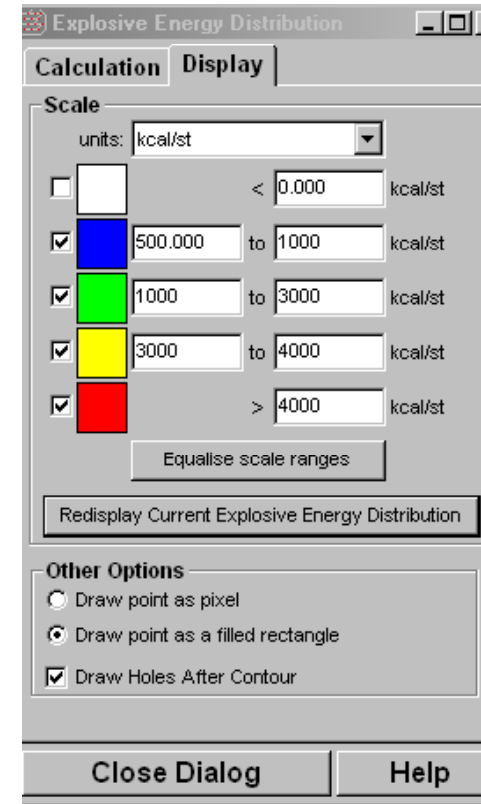 Explosive Energy Distribution
Calculation Display
Scale
units: kcal/st
< 0.000 kcal/st
500.000 to 1000 kcal/st
1000 to 3000 kcal/st
3000 to 4000 kcal/st
> 4000 kcal/st
Equalise scale ranges
Redisplay Current Explosive Energy Distribution
Other Options
Draw point as pixel
Draw point as a filled rectangle
Draw Holes After Contour
Close Dialog Help